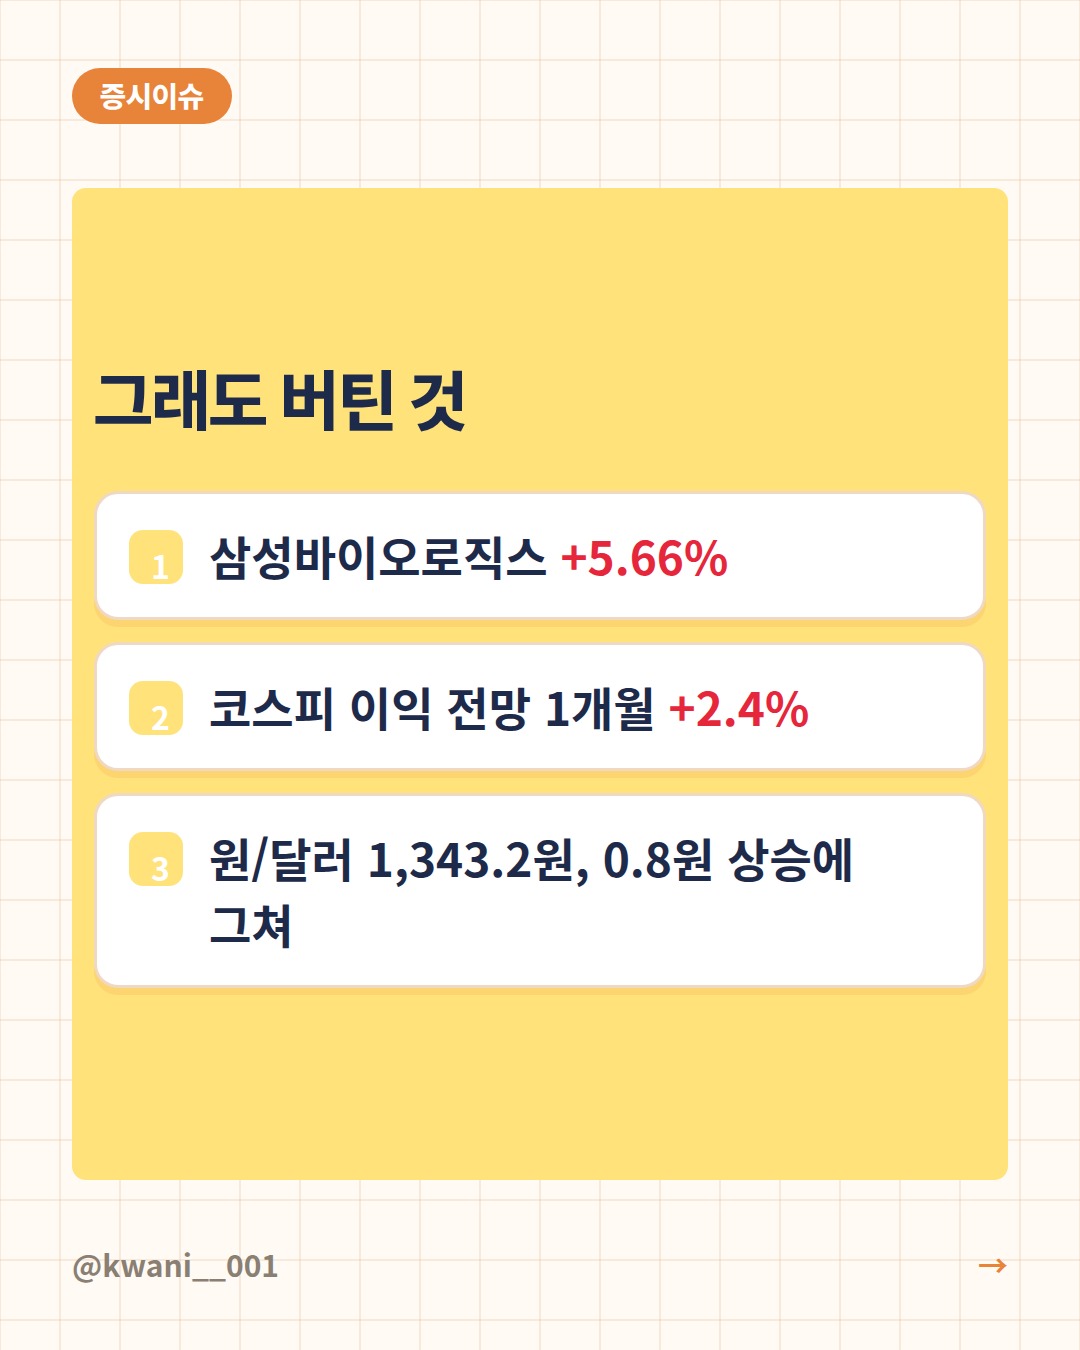 증시이슈
그래도 버틴 것
1 삼성바이오로직스 +5.66%
2 코스피 이익 전망 1개월 +2.4%
3 원/달러 1,343.2원, 0.8원 상승에
그쳐
@kwani__001 →